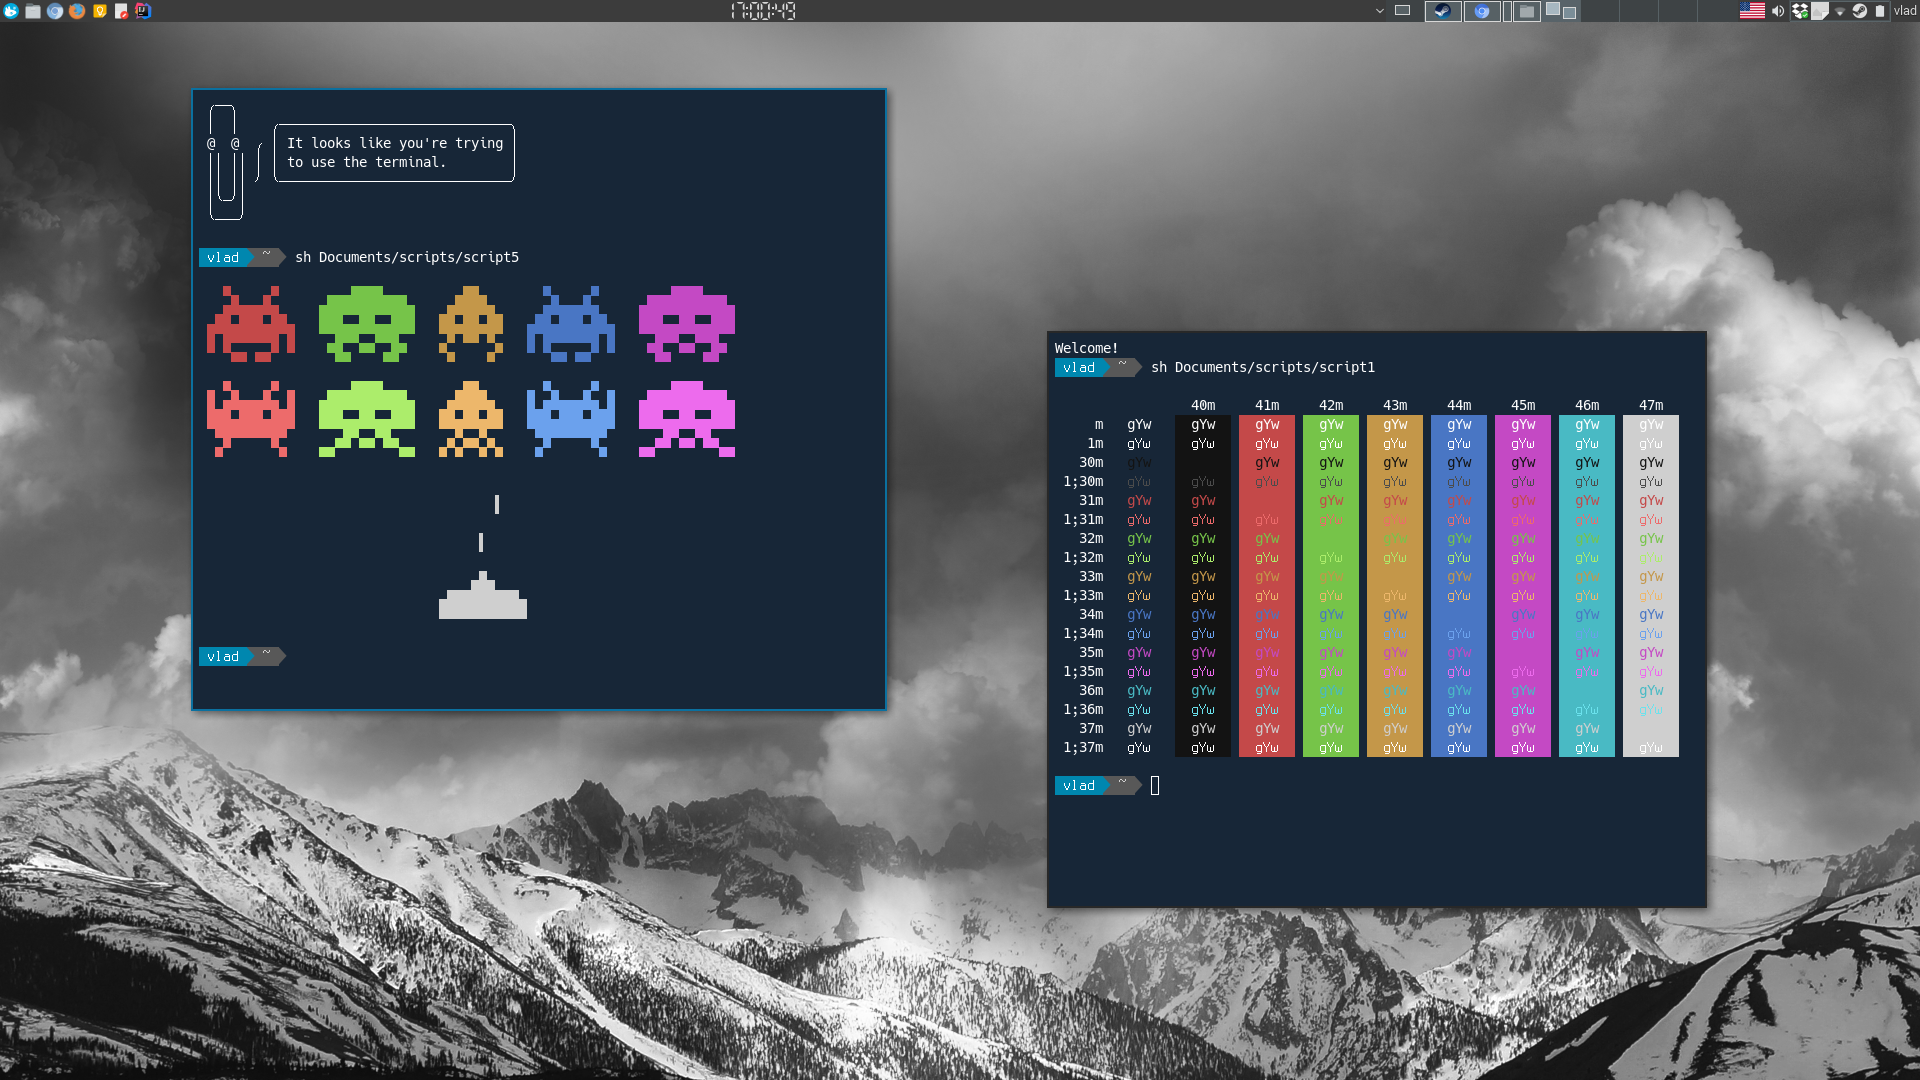 17:00:49
vlad
@ @
It looks like you're trying
to use the terminal.
vlad ~ sh Documents/scripts/script5
vlad ~
Welcome!
vlad ~ sh Documents/scripts/script1
40m 41m 42m 43m 44m 45m 46m 47m
m gYw gYw gYw gYw gYw gYw gYw gYw gYw
1m gYw gYw gYw gYw gYw gYw gYw gYw gYw
30m gYw gYw gYw gYw gYw gYw gYw gYw
1;30m gYw gYw gYw gYw gYw gYw gYw gYw gYw
31m gYw gYw gYw gYw gYw gYw gYw gYw
1;31m gYw gYw gYw gYw gYw gYw gYw gYw gYw
32m gYw gYw gYw gYw gYw gYw gYw gYw
1;32m gYw gYw gYw gYw gYw gYw gYw gYw gYw
33m gYw gYw gYw gYw gYw gYw gYw gYw
1;33m gYw gYw gYw gYw gYw gYw gYw gYw gYw
34m gYw gYw gYw gYw gYw gYw gYw gYw
1;34m gYw gYw gYw gYw gYw gYw gYw gYw gYw
35m gYw gYw gYw gYw gYw gYw gYw gYw
1;35m gYw gYw gYw gYw gYw gYw gYw gYw gYw
36m gYw gYw gYw gYw gYw gYw gYw gYw
1;36m gYw gYw gYw gYw gYw gYw gYw gYw gYw
37m gYw gYw gYw gYw gYw gYw gYw gYw
1;37m gYw gYw gYw gYw gYw gYw gYw gYw gYw
vlad ~